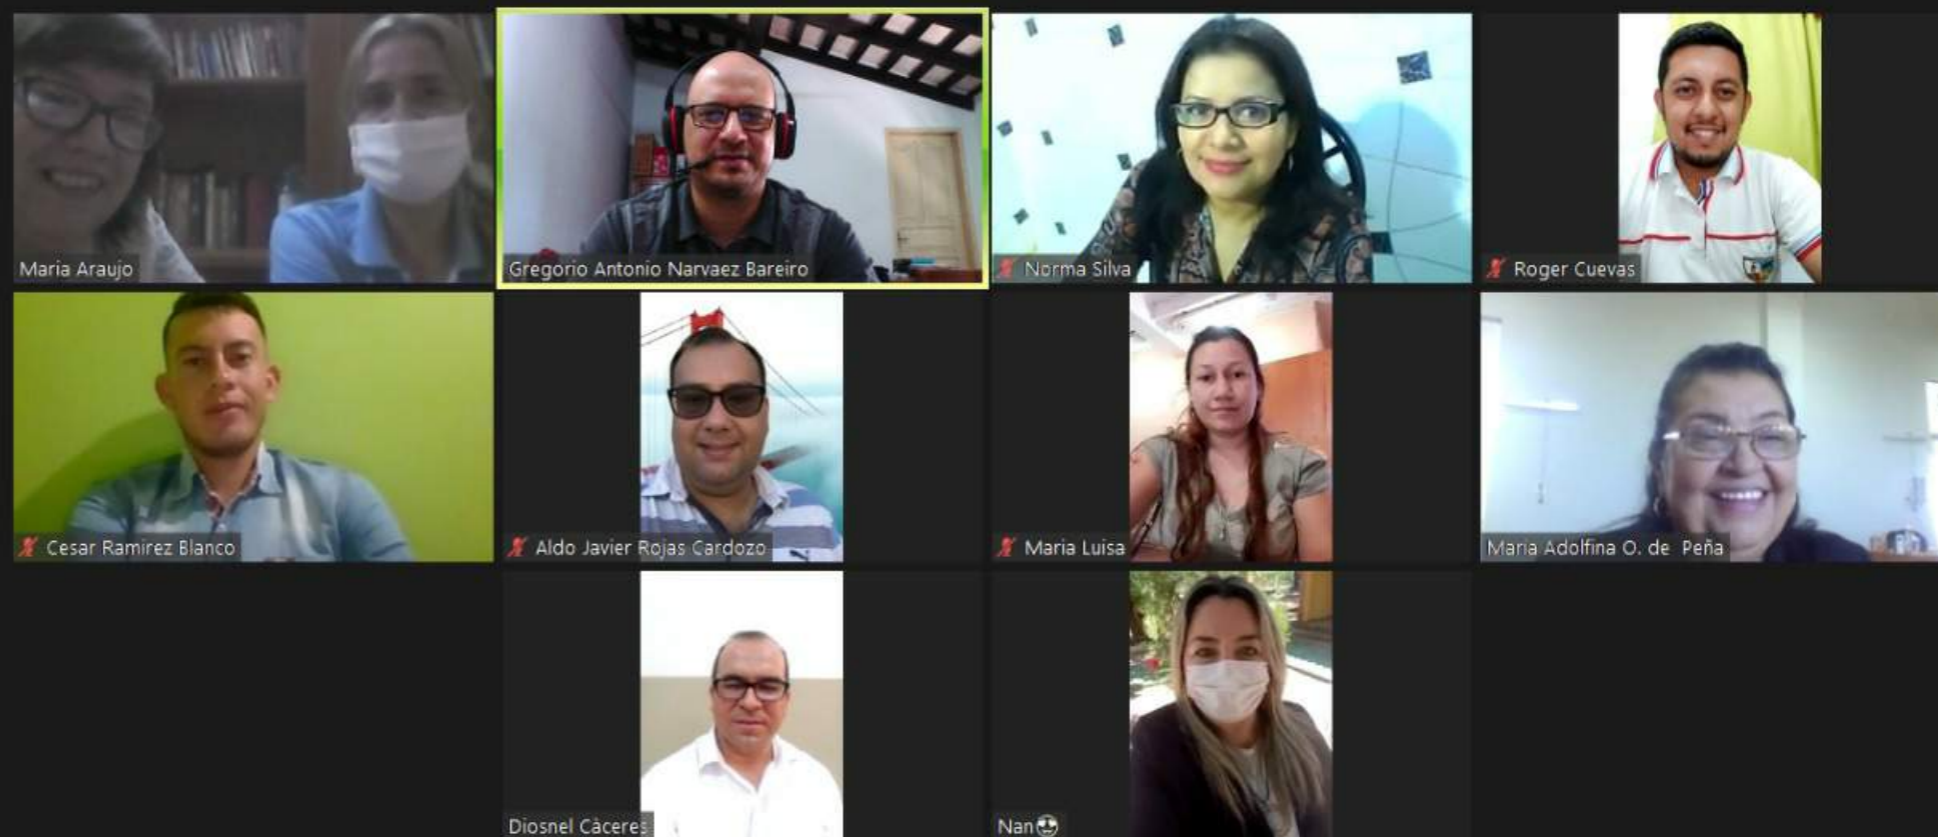 Maria Araujo
Gregorio Antonio Narvaez Bareiro
Norma Silva
Roger Cuevas
Cesar Ramirez Blanco
Aldo Javier Rojas Cardozo
Maria Luisa
Maria Adolfina O. de Peña
Diosnel Càceres
Nan🤩